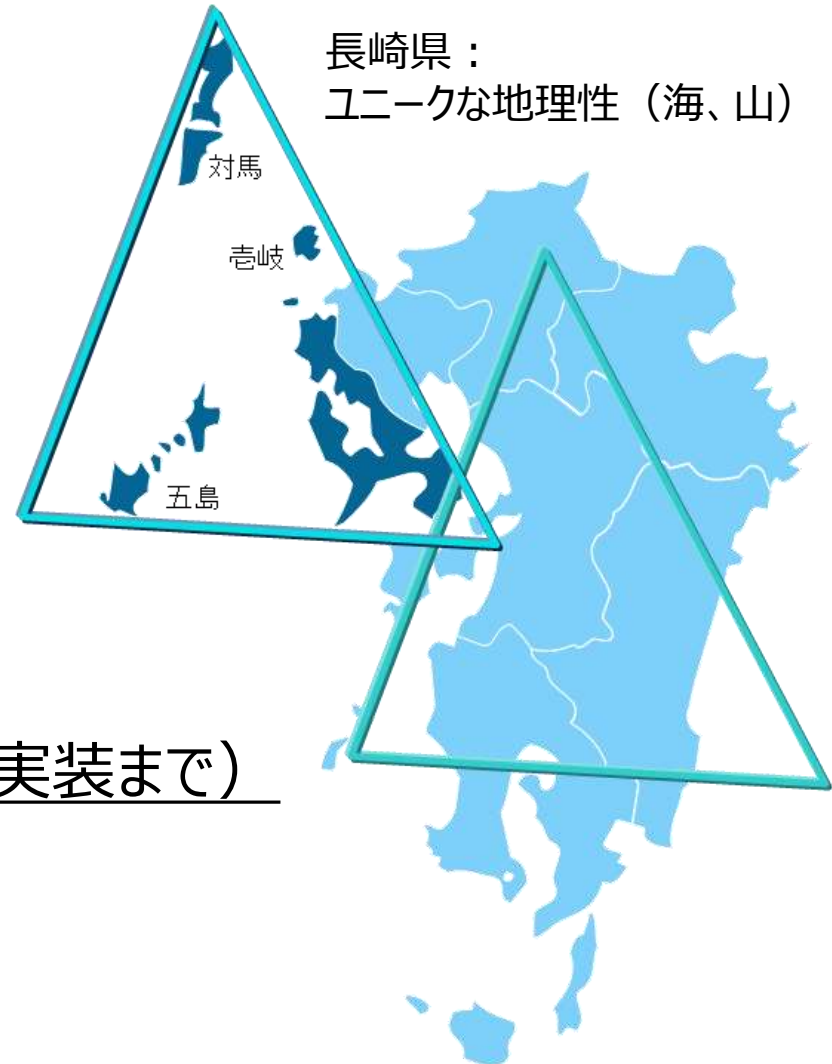 長崎県：
ユニークな地理性（海、山）
対馬
壱岐
五島
実装まで）